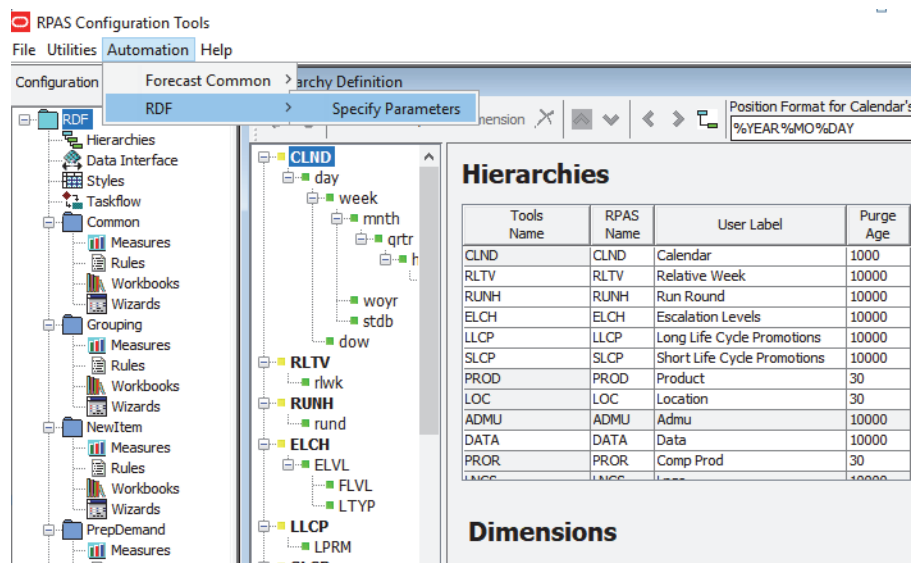 RPAS Configuration Tools
File Utilities Automation Help
Configuration
Forecast Common
RDF
Specify Parameters
archy Definition
mension
Position Format for Calendar's
%YEAR%MO%DAY
RDF
Hierarchies
Data Interface
Styles
Taskflow
Common
Measures
Rules
Workbooks
Wizards
Grouping
Measures
Rules
Workbooks
Wizards
NewItem
Measures
Rules
Workbooks
Wizards
PrepDemand
Measures
CLND
day
week
mnth
qrtr
h
woyr
stdb
dow
RLTV
rlwk
RUNH
rund
ELCH
ELVL
FLVL
LTYP
LLCP
LPRM
Hierarchies
Tools Name RPAS Name User Label Purge Age
CLND CLND Calendar 1000
RLTV RLTV Relative Week 10000
RUNH RUNH Run Round 10000
ELCH ELCH Escalation Levels 10000
LLCP LLCP Long Life Cycle Promotions 10000
SLCP SLCP Short Life Cycle Promotions 10000
PROD PROD Product 30
LOC LOC Location 30
ADMU ADMU Admu 10000
DATA DATA Data 10000
PROR PROR Comp Prod 30
Dimensions